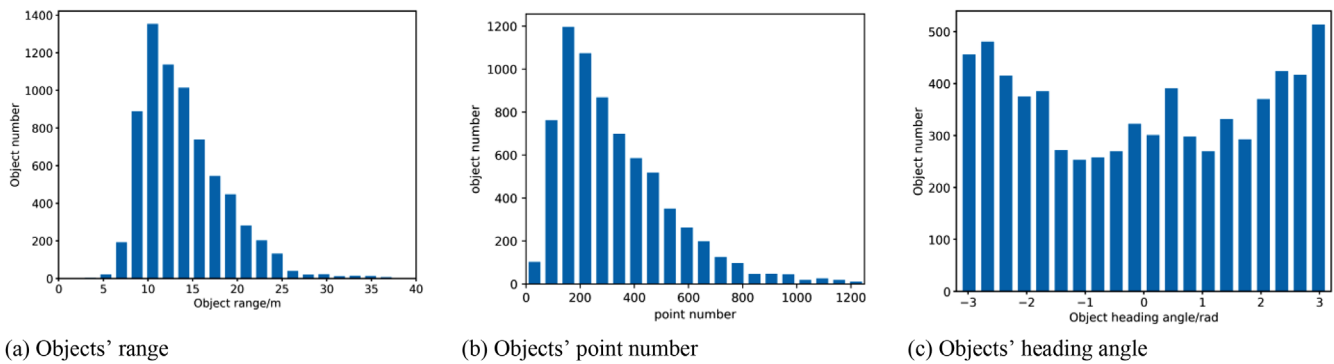 1400
1200
1000
800
600
400
200
0
Object number
0 5 10 15 20 25 30 35 40
Object range/m
(a) Objects’ range
1200
1000
800
600
400
200
0
object number
0 200 400 600 800 1000 1200
point number
(b) Objects’ point number
500
400
300
200
100
0
Object number
−3 −2 −1 0 1 2 3
Object heading angle/rad
(c) Objects’ heading angle